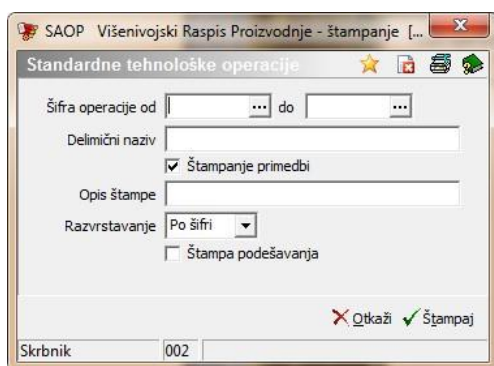 SAOP Višenivojski Raspis Proizvodnje - štampanje [...
Standardne tehnološke operacije
Šifra operacije od ... do ...
Delimični naziv
Štampanje primedbi
Opis štampe
Razvrstavanje Po šifri
Štampa podešavanja
Otkaži Štampaj
Skrbnik 002